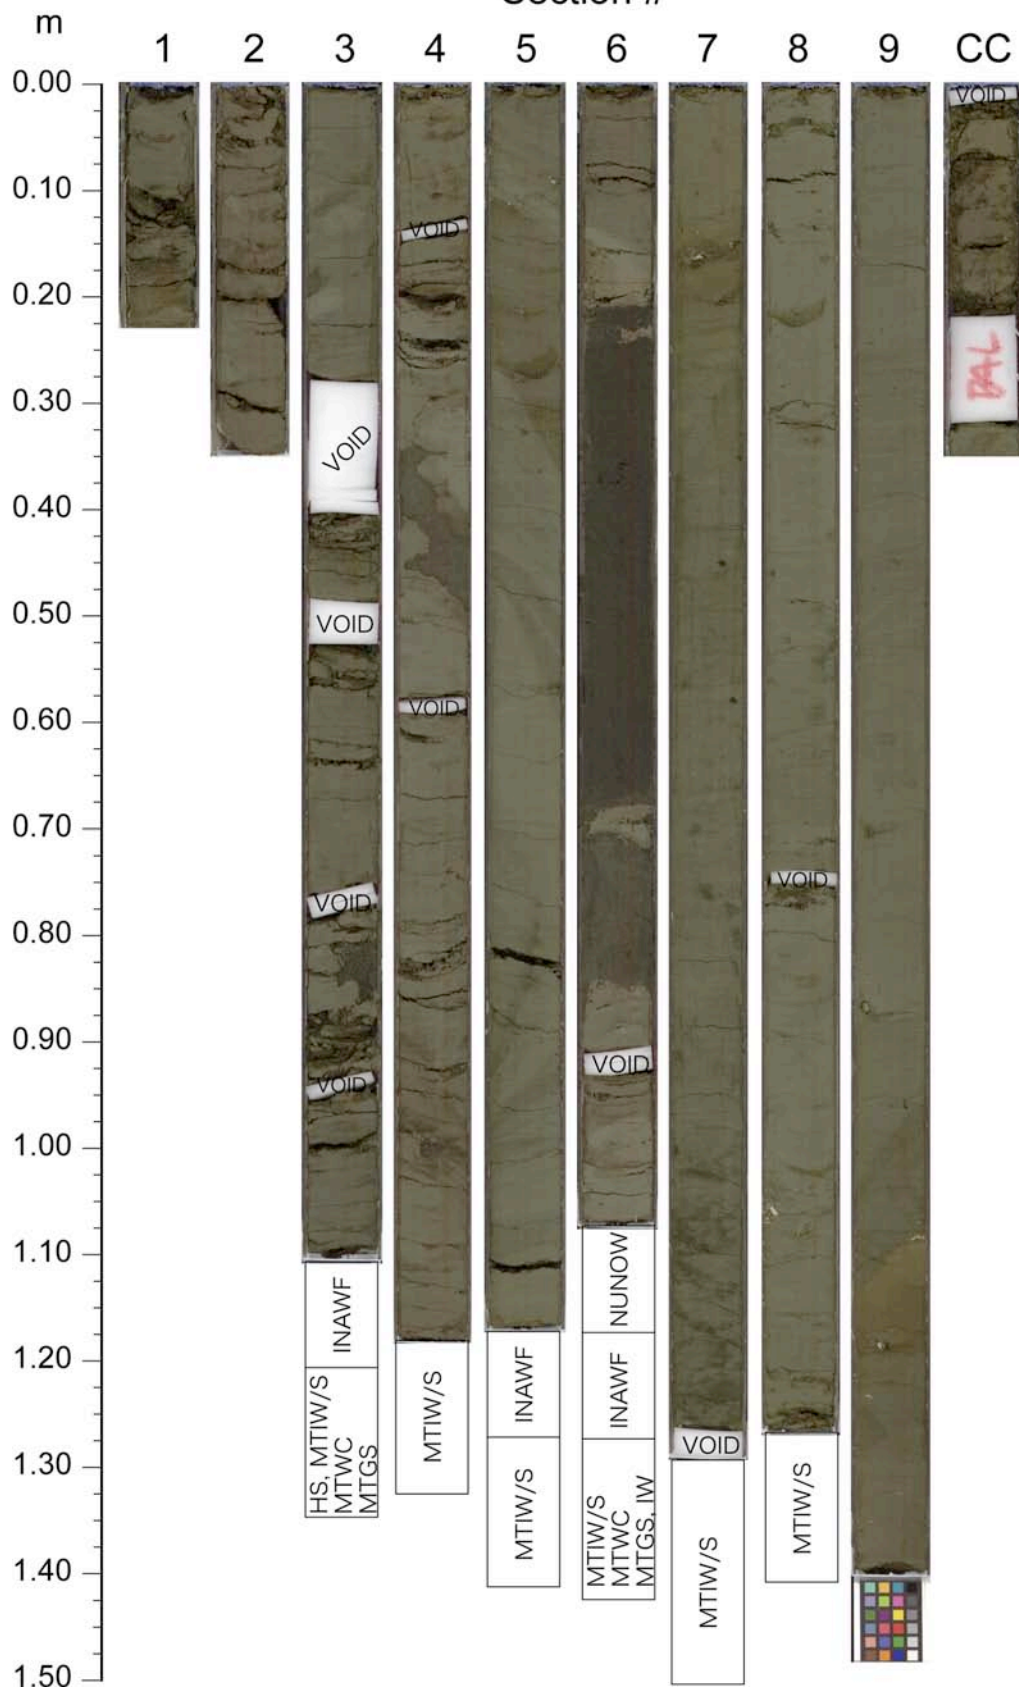 Section #
m
1 2 3 4 5 6 7 8 9 CC
0.00
VOID
0.10
VOID
0.20
BAL
0.30
VOID
0.40
0.50
VOID
0.60
VOID
0.70
VOID
VOID
0.80
0.90
VOID
VOID
1.00
1.10
NUNOW
INAWF
1.20
INAWF
INAWF
MTIW/S
HS, MTIW/S
MTWC
MTGS
1.30
VOID
MTIW/S
MTIW/S
MTWC
MTGS, IW
MTIW/S
MTIW/S
1.40
1.50